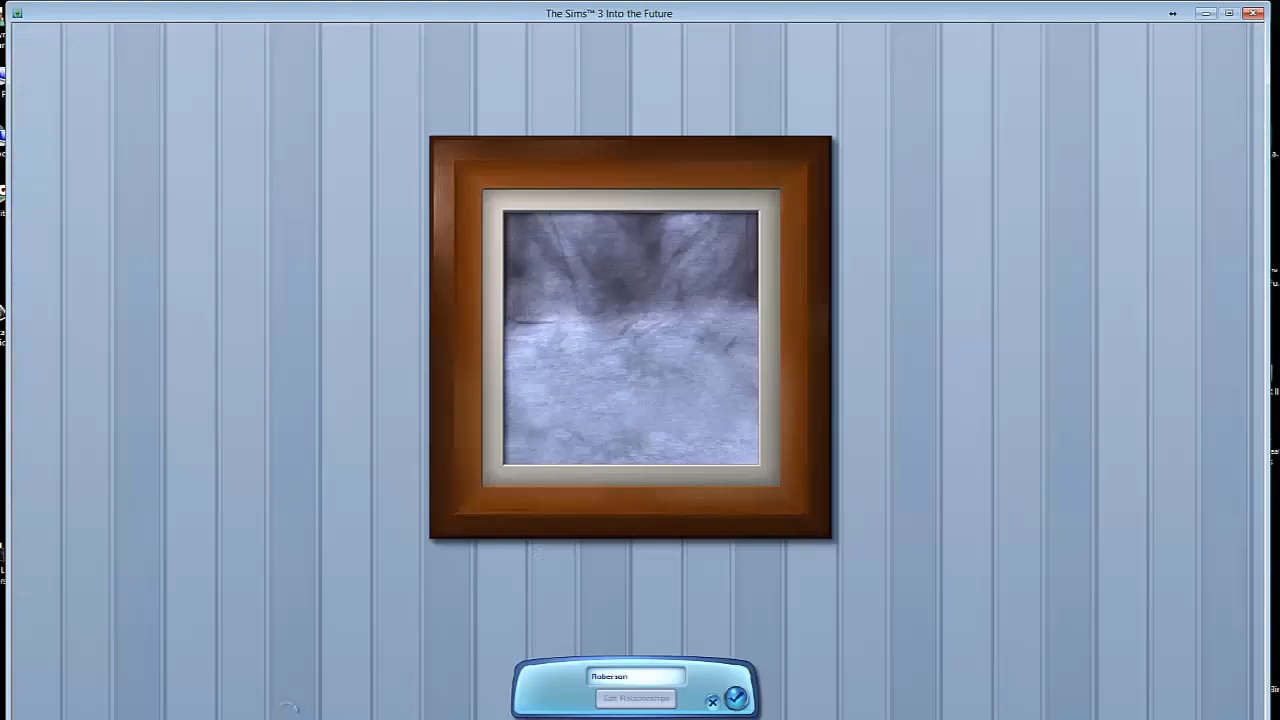 The Sims™ 3 Into the Future
Roberson
Edit Relationships